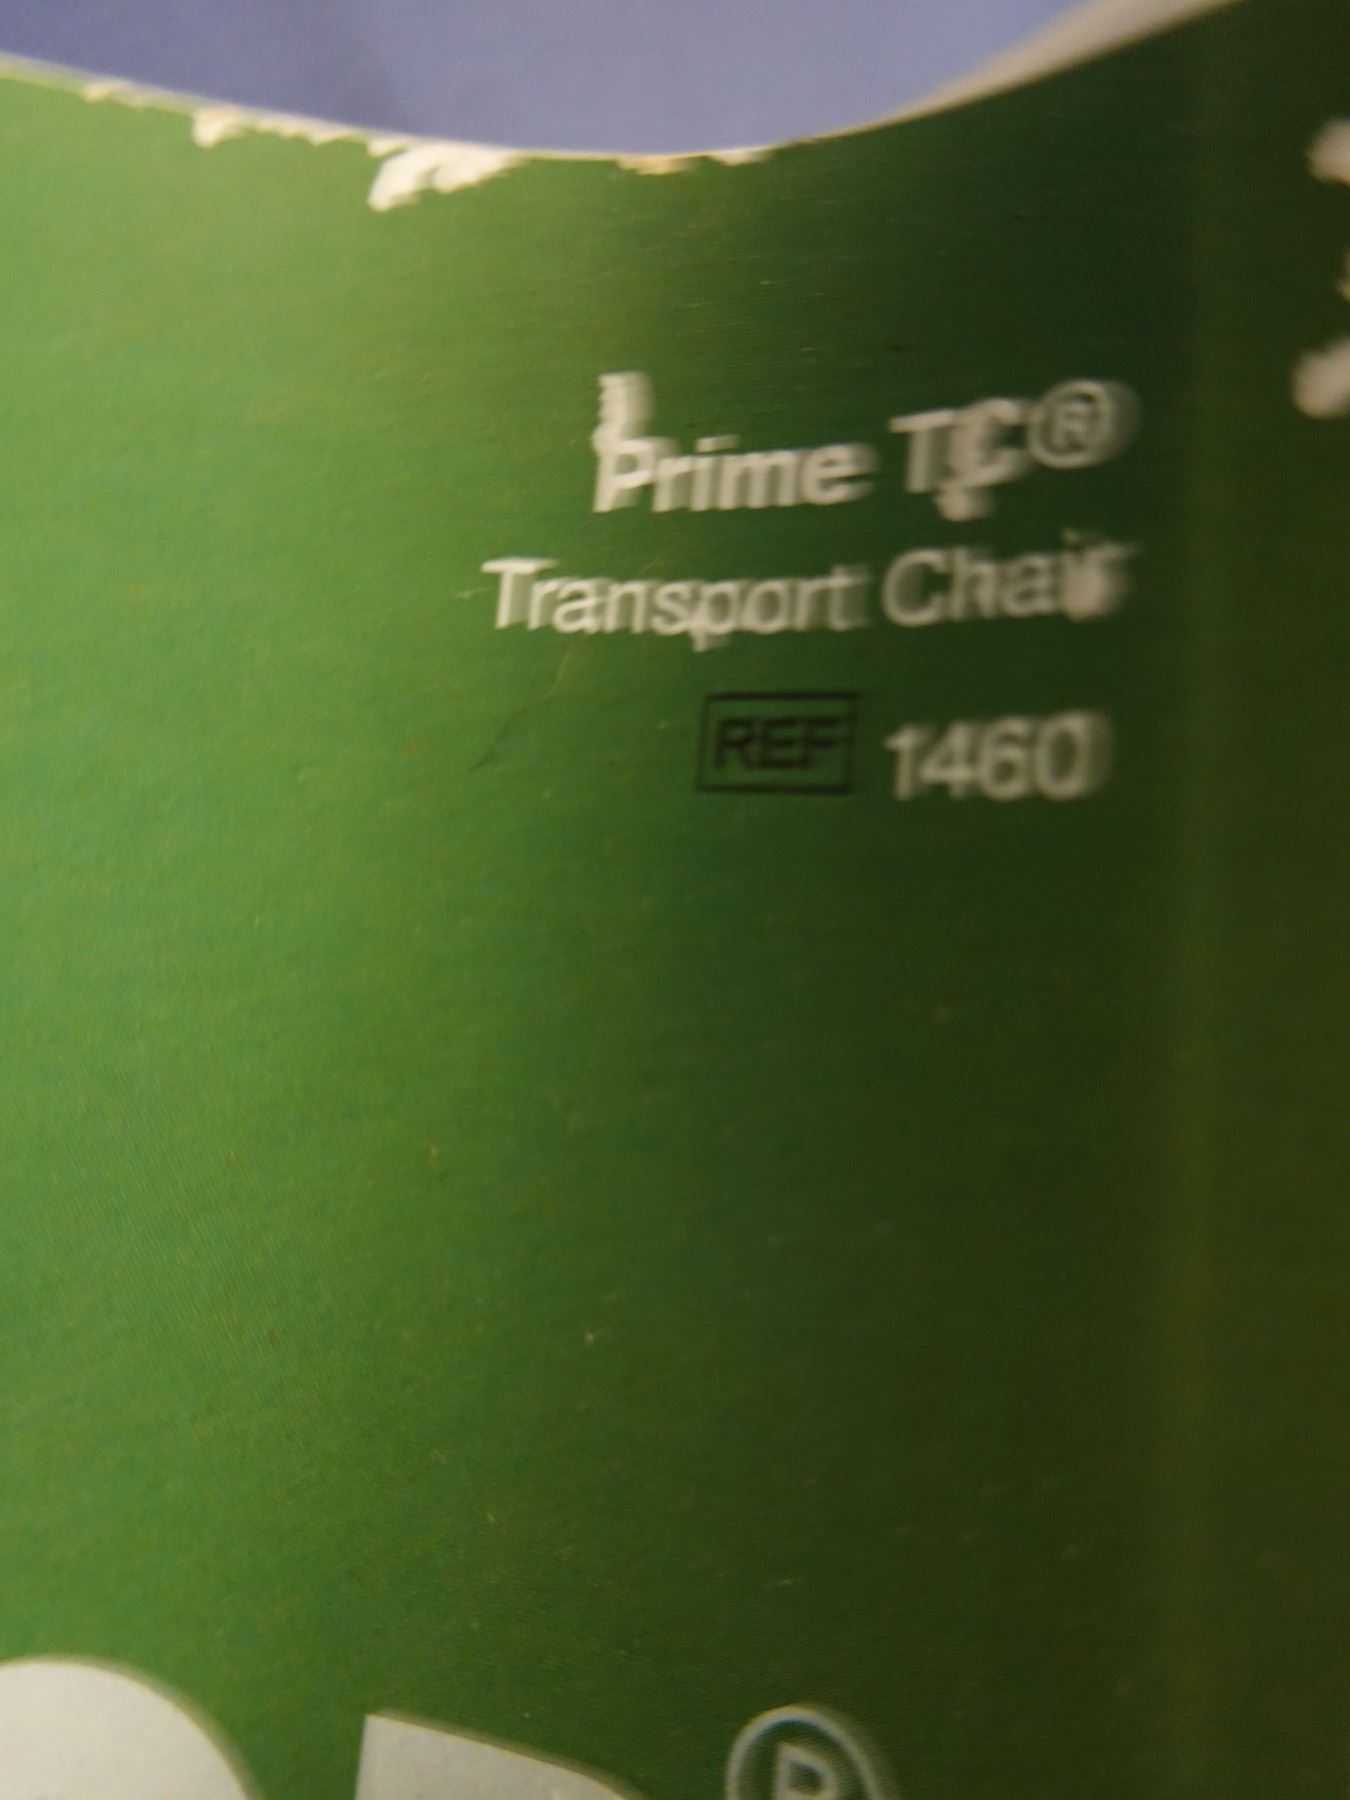 Prime TC®
Transport Chair
REF 1460
®